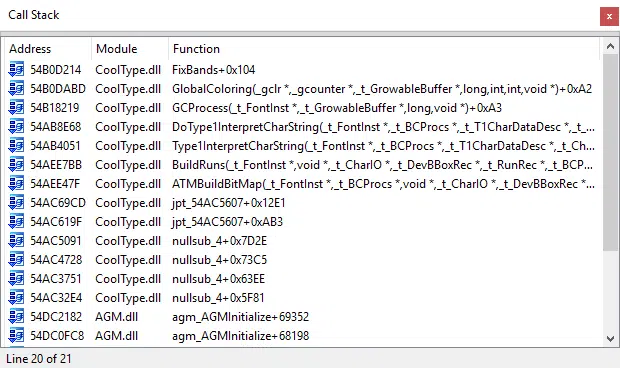 Call Stack
x
Address Module Function
54B0D214 CoolType.dll FixBands+0x104
54B0DABD CoolType.dll GlobalColoring(_gclr *,_gcounter *,_t_GrowableBuffer *,long,int,int,void *)+0xA2
54B18219 CoolType.dll GCProcess(_t_FontInst *,_t_GrowableBuffer *,long,void *)+0xA3
54AB8E68 CoolType.dll DoType1InterpretCharString(_t_FontInst *,_t_BCProcs *,_t_T1CharDataDesc *,_t_...
54AB4051 CoolType.dll Type1InterpretCharString(_t_FontInst *,_t_BCProcs *,_t_T1CharDataDesc *,_t_Ch...
54AEE7BB CoolType.dll BuildRuns(_t_FontInst *,void *,_t_CharIO *,_t_DevBBoxRec *,_t_RunRec *,_t_BCP...
54AEE47F CoolType.dll ATMBuildBitMap(_t_FontInst *,_t_BCProcs *,void *,_t_CharIO *,_t_DevBBoxRec *...
54AC69CD CoolType.dll jpt_54AC5607+0x12E1
54AC619F CoolType.dll jpt_54AC5607+0xAB3
54AC5091 CoolType.dll nullsub_4+0x7D2E
54AC4728 CoolType.dll nullsub_4+0x73C5
54AC3751 CoolType.dll nullsub_4+0x63EE
54AC32E4 CoolType.dll nullsub_4+0x5F81
54DC2182 AGM.dll agm_AGMInitialize+69352
54DC0FC8 AGM.dll agm_AGMInitialize+68198
Line 20 of 21